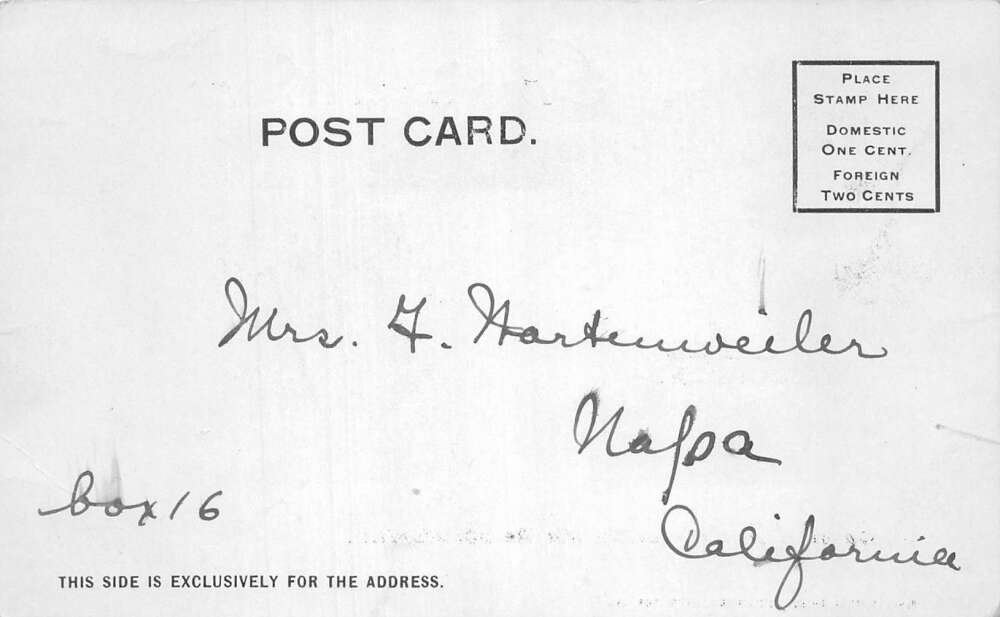 POST CARD.
PLACE
STAMP HERE
DOMESTIC
ONE CENT.
FOREIGN
TWO CENTS
Mrs. F. Hartenweiler
Napa
California
box 16
THIS SIDE IS EXCLUSIVELY FOR THE ADDRESS.